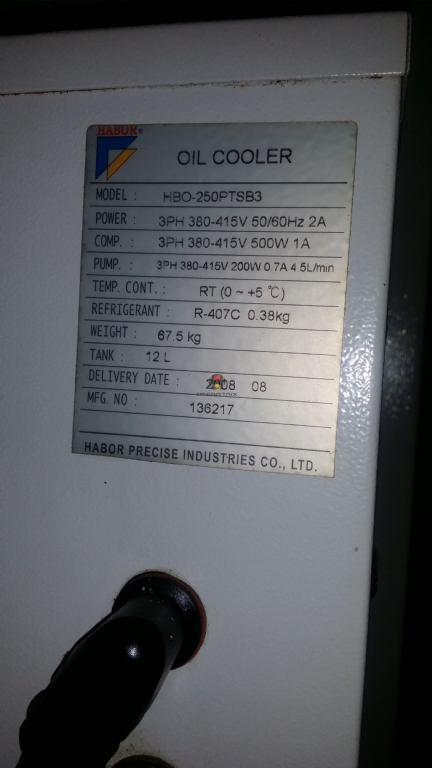 HABOR®
OIL COOLER
MODEL : HBO-250PTSB3
POWER : 3PH 380-415V 50/60Hz 2A
COMP. : 3PH 380-415V 500W 1A
PUMP. : 3PH 380-415V 200W 0.7A 4.5L/min
TEMP. CONT. : RT (0 ~ +5 ℃)
REFRIGERANT : R-407C 0.38kg
WEIGHT : 67.5 kg
TANK : 12 L
DELIVERY DATE : 2008 08
MFG. NO : 136217
HABOR PRECISE INDUSTRIES CO., LTD.